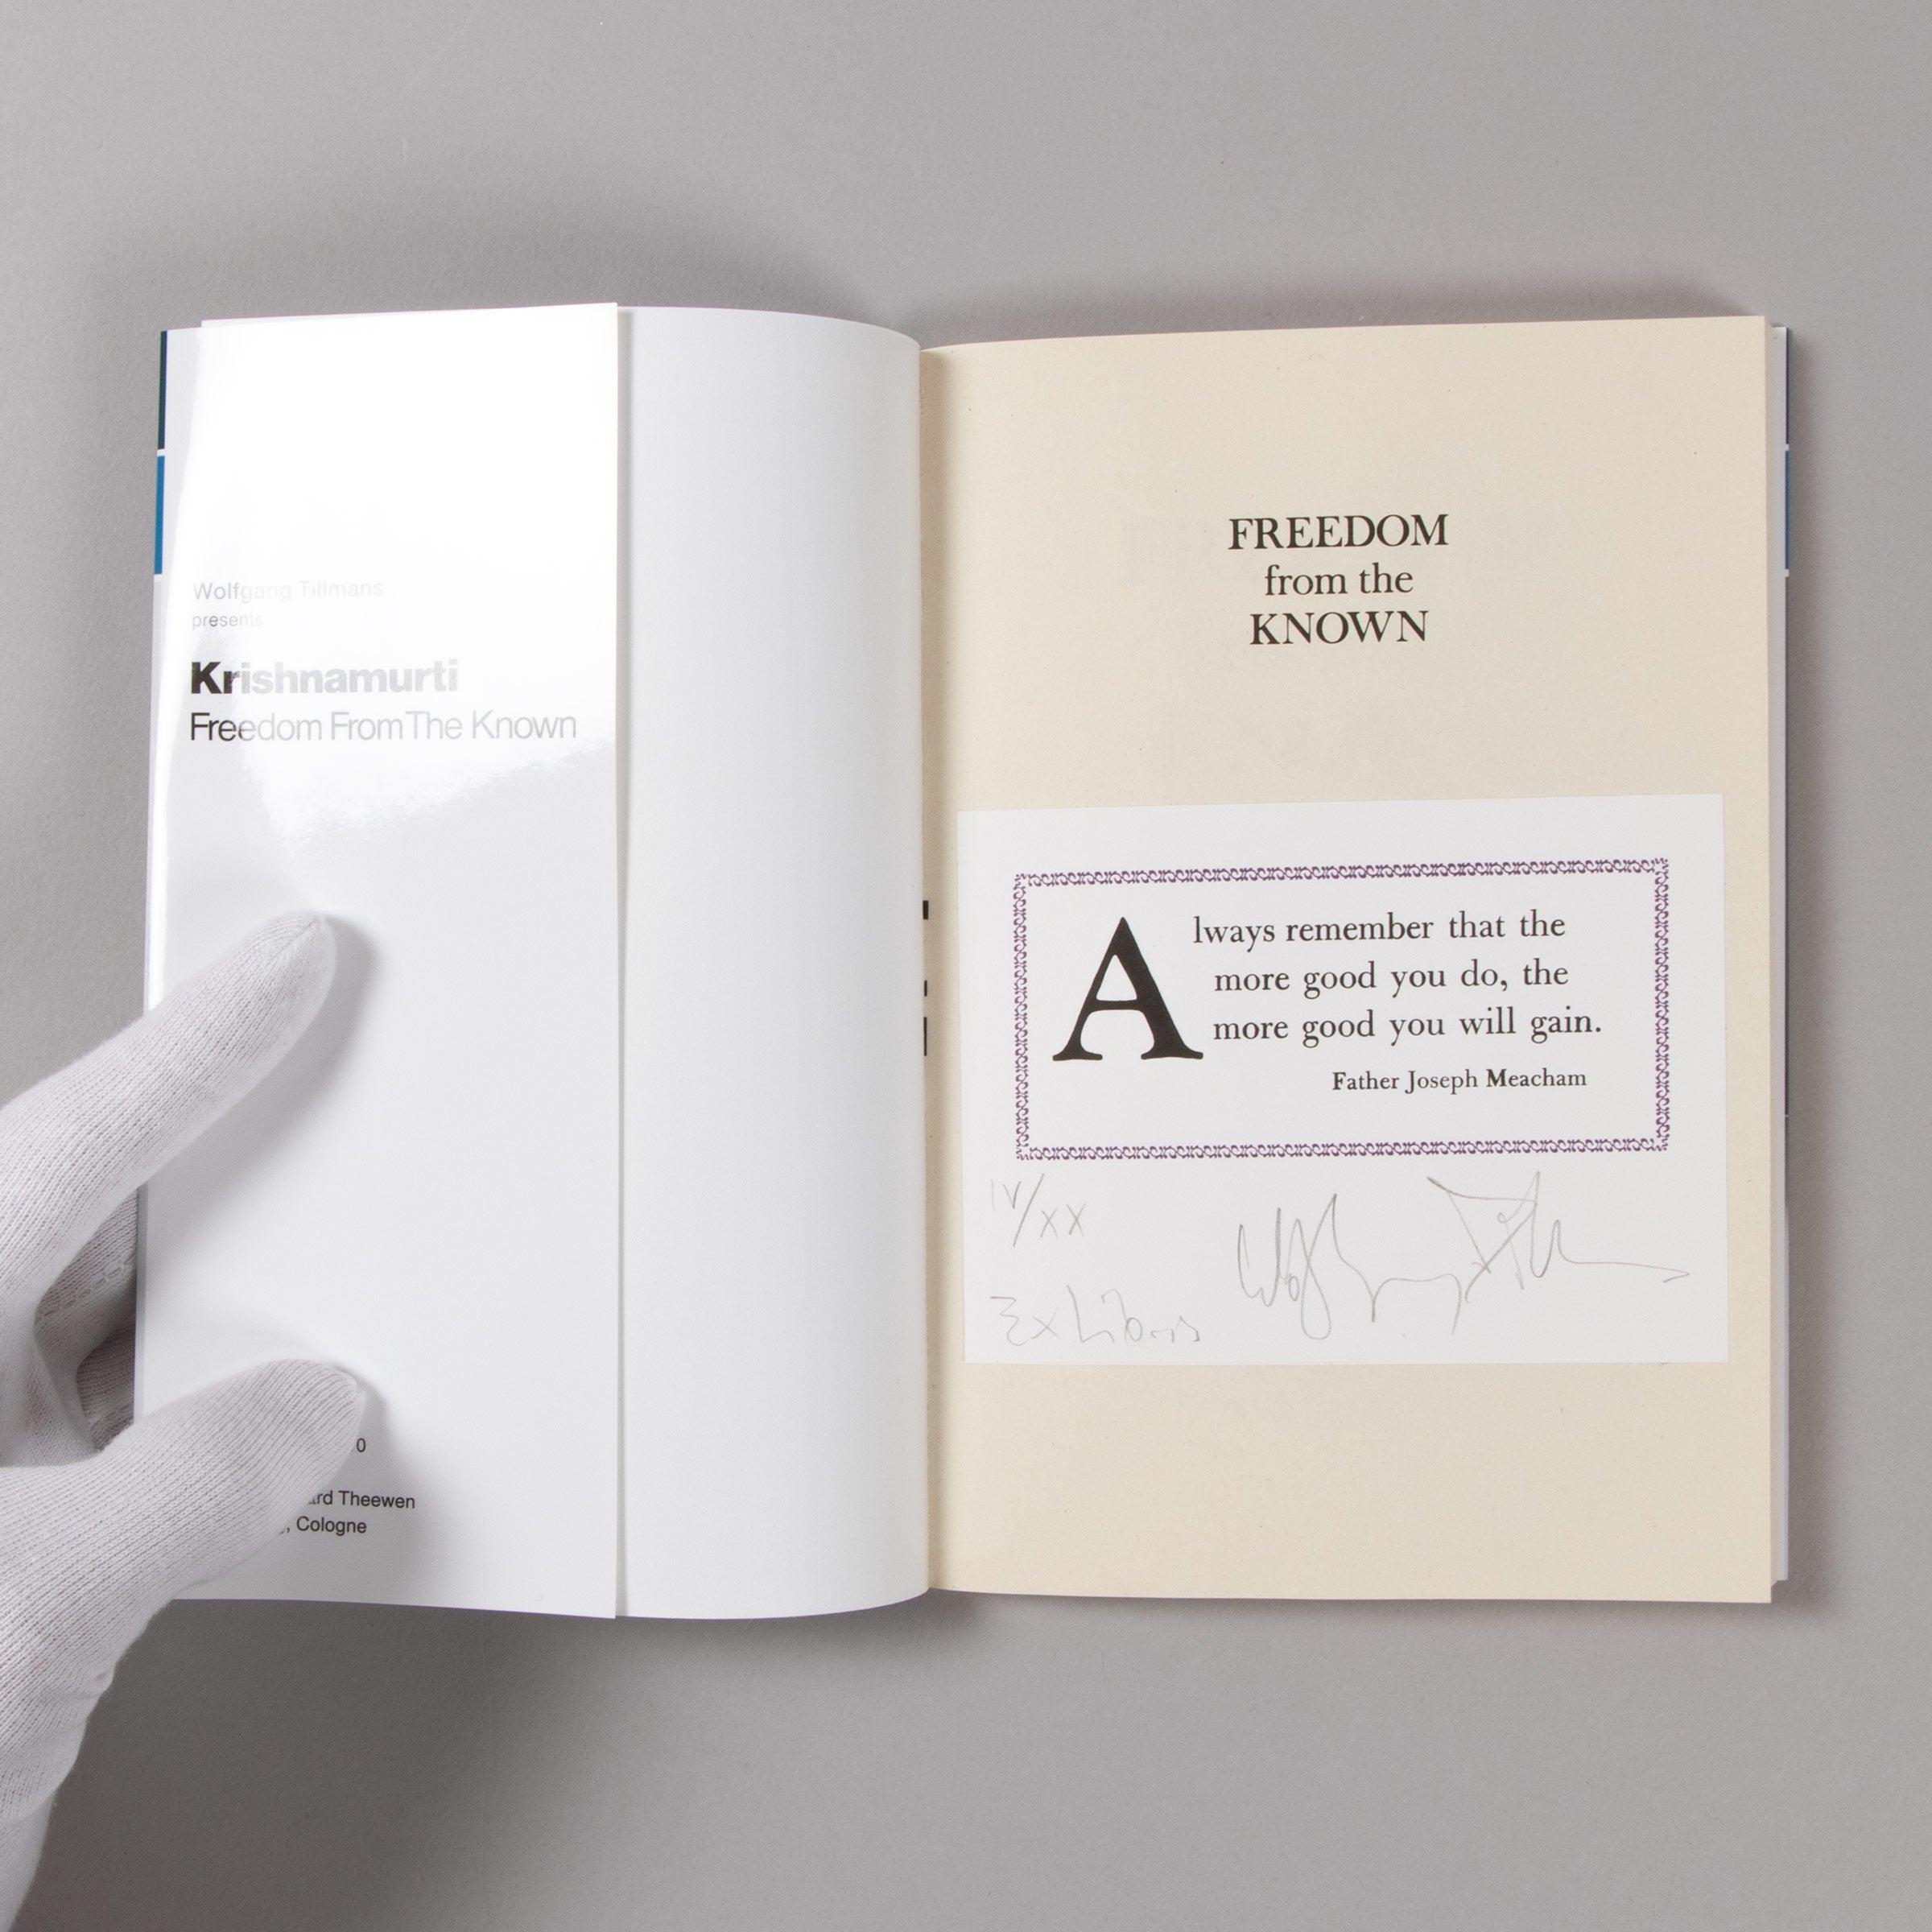 Wolfgang Tillmans
presents
Krishnamurti
Freedom From The Known
0
ard Theewen
, Cologne
FREEDOM
from the
KNOWN
Always remember that the
more good you do, the
more good you will gain.
Father Joseph Meacham
IV/XX
Ex Libris